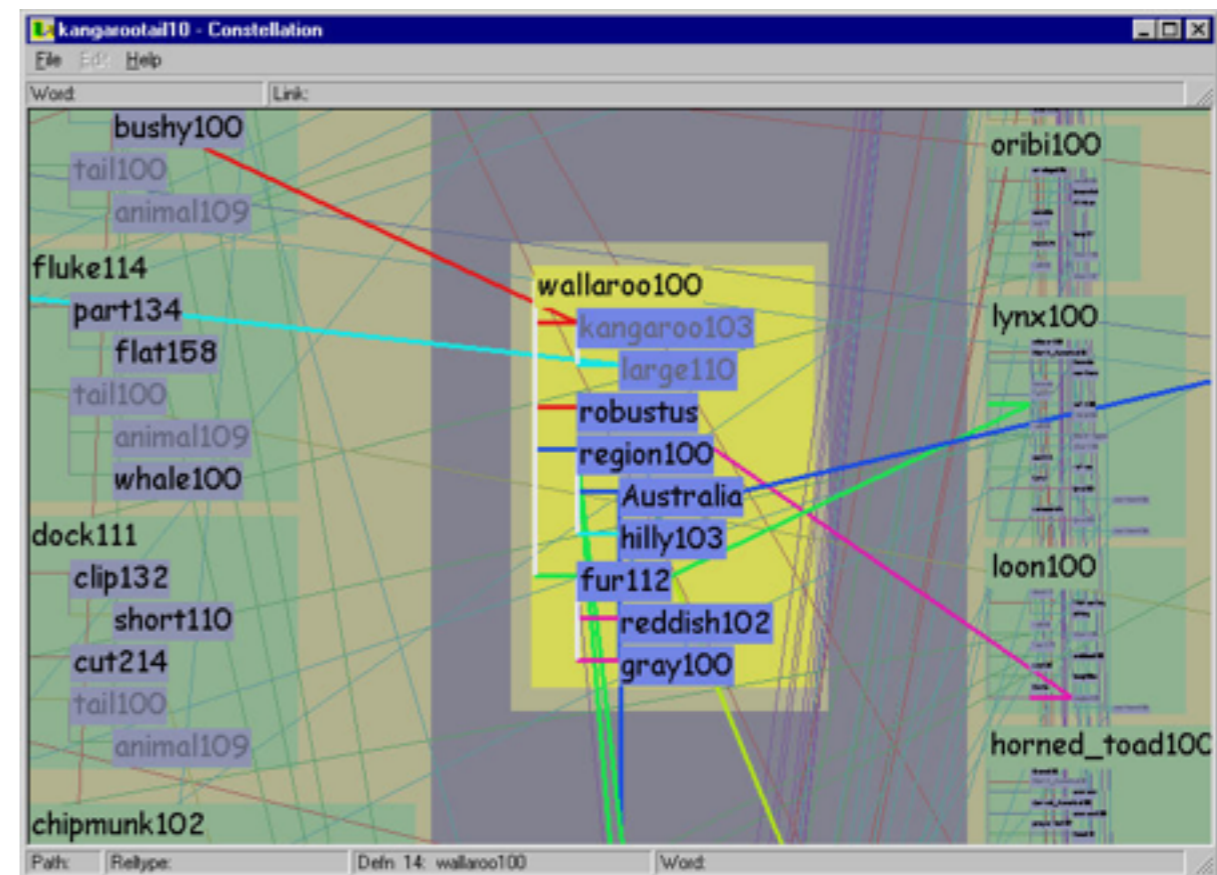 kangarootail10 - Constellation
File Edit Help
Word: Link:
bushy100
tail100
animal109
fluke114
part134
flat158
tail100
animal109
whale100
dock111
clip132
short110
cut214
tail100
animal109
chipmunk102
wallaroo100
kangaroo103
large110
robustus
region100
Australia
hilly103
fur112
reddish102
gray100
oribi100
lynx100
loon100
horned_toad100
Path: Reltype: Defn 14: wallaroo100 Word: